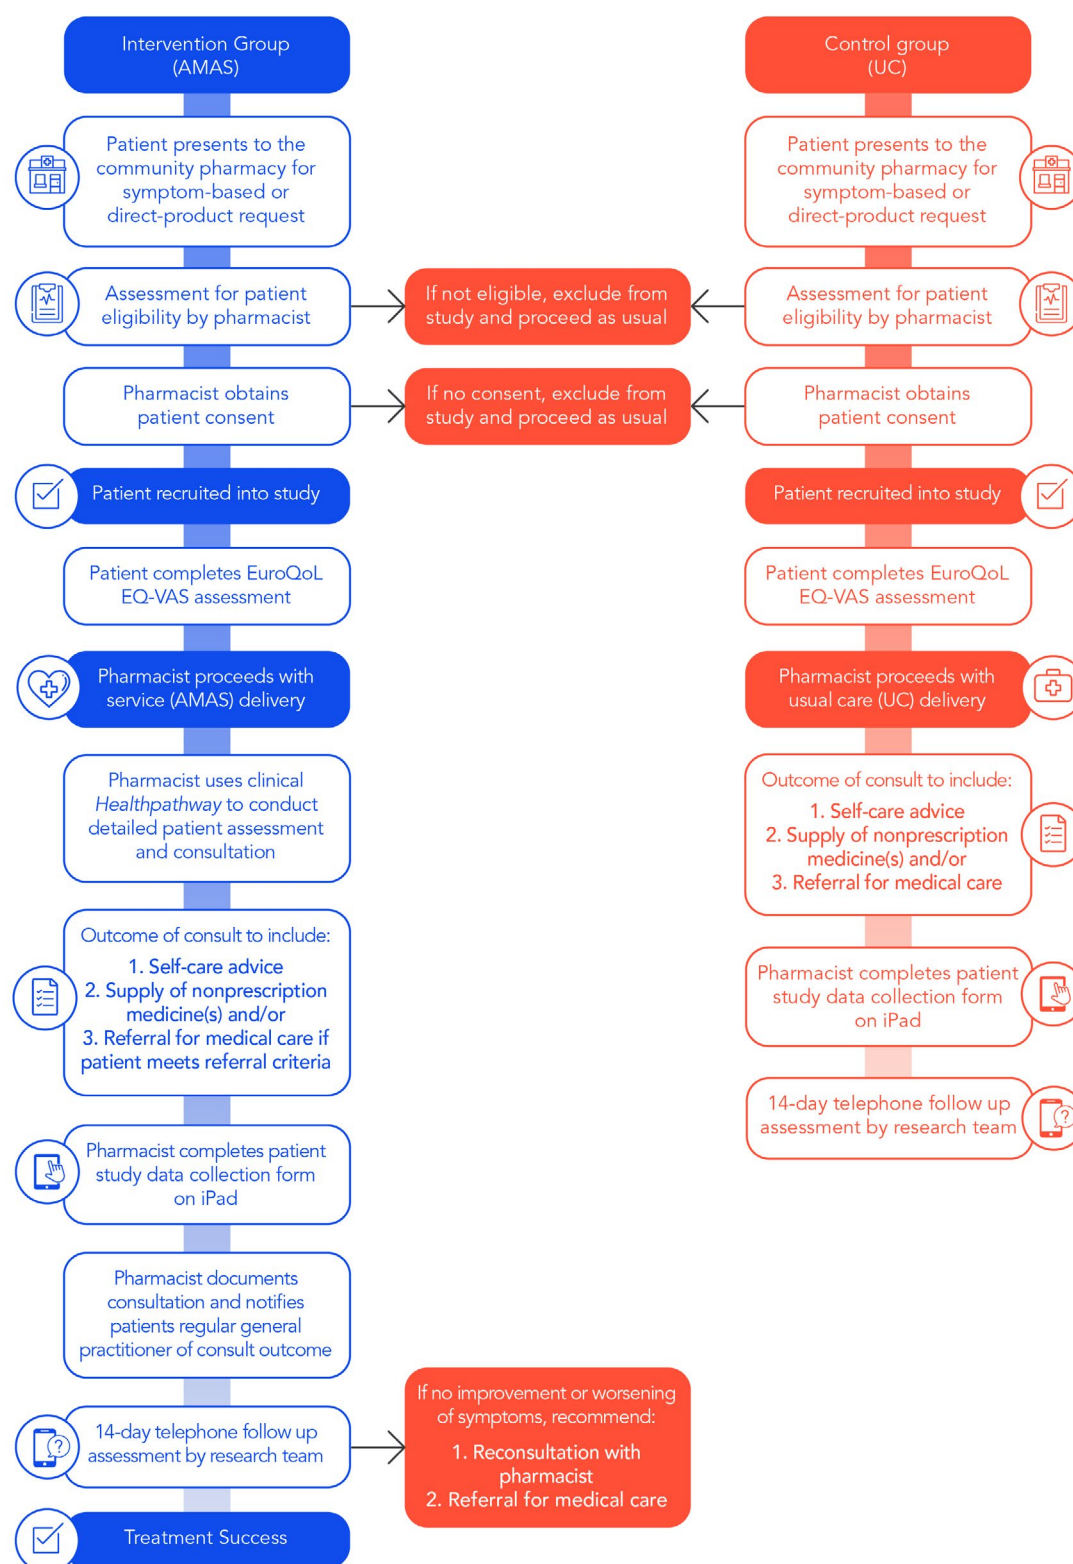 Intervention Group
(AMAS)
Patient presents to the
community pharmacy for
symptom-based or
direct-product request
Assessment for patient
eligibility by pharmacist
Pharmacist obtains
patient consent
Patient recruited into study
Patient completes EuroQoL
EQ-VAS assessment
Pharmacist proceeds with
service (AMAS) delivery
Pharmacist uses clinical
Healthpathway to conduct
detailed patient assessment
and consultation
Outcome of consult to include:
1. Self-care advice
2. Supply of nonprescription
medicine(s) and/or
3. Referral for medical care if
patient meets referral criteria
Pharmacist completes patient
study data collection form
on iPad
Pharmacist documents
consultation and notifies
patients regular general
practitioner of consult outcome
14-day telephone follow up
assessment by research team
Treatment Success
If not eligible, exclude from
study and proceed as usual
If no consent, exclude from
study and proceed as usual
If no improvement or worsening
of symptoms, recommend:
1. Reconsultation with
pharmacist
2. Referral for medical care
Control group
(UC)
Patient presents to the
community pharmacy for
symptom-based or
direct-product request
Assessment for patient
eligibility by pharmacist
Pharmacist obtains
patient consent
Patient recruited into study
Patient completes EuroQoL
EQ-VAS assessment
Pharmacist proceeds with
usual care (UC) delivery
Outcome of consult to include:
1. Self-care advice
2. Supply of nonprescription
medicine(s) and/or
3. Referral for medical care
Pharmacist completes patient
study data collection form
on iPad
14-day telephone follow up
assessment by research team